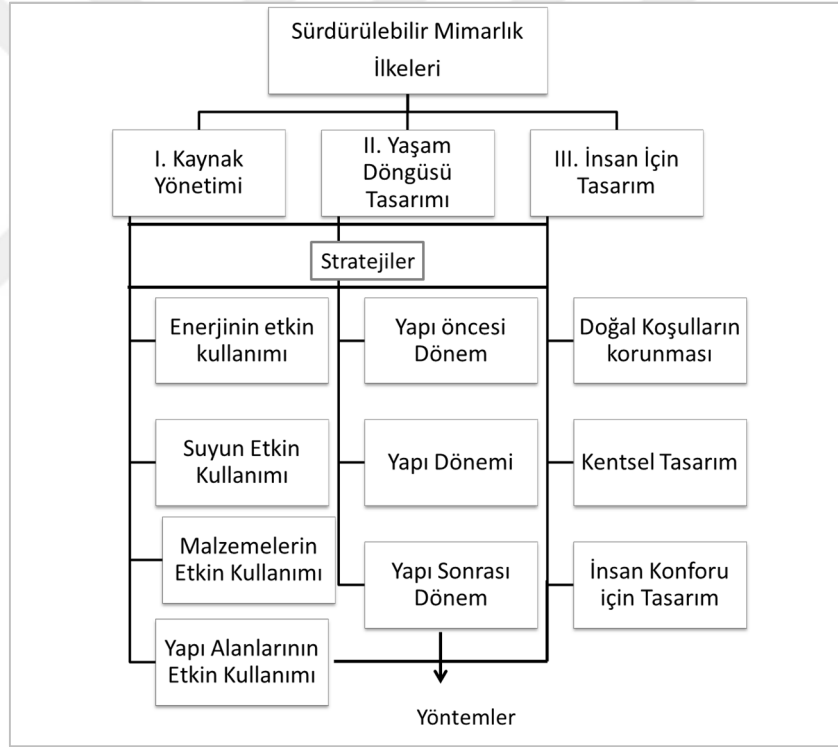 Sürdürülebilir Mimarlık
İlkeleri
I. Kaynak
Yönetimi
II. Yaşam
Döngüsü
Tasarımı
III. İnsan İçin
Tasarım
Stratejiler
Enerjinin etkin
kullanımı
Suyun Etkin
Kullanımı
Malzemelerin
Etkin Kullanımı
Yapı Alanlarının
Etkin Kullanımı
Yapı öncesi
Dönem
Yapı Dönemi
Yapı Sonrası
Dönem
Doğal Koşulların
korunması
Kentsel Tasarım
İnsan Konforu
için Tasarım
Yöntemler